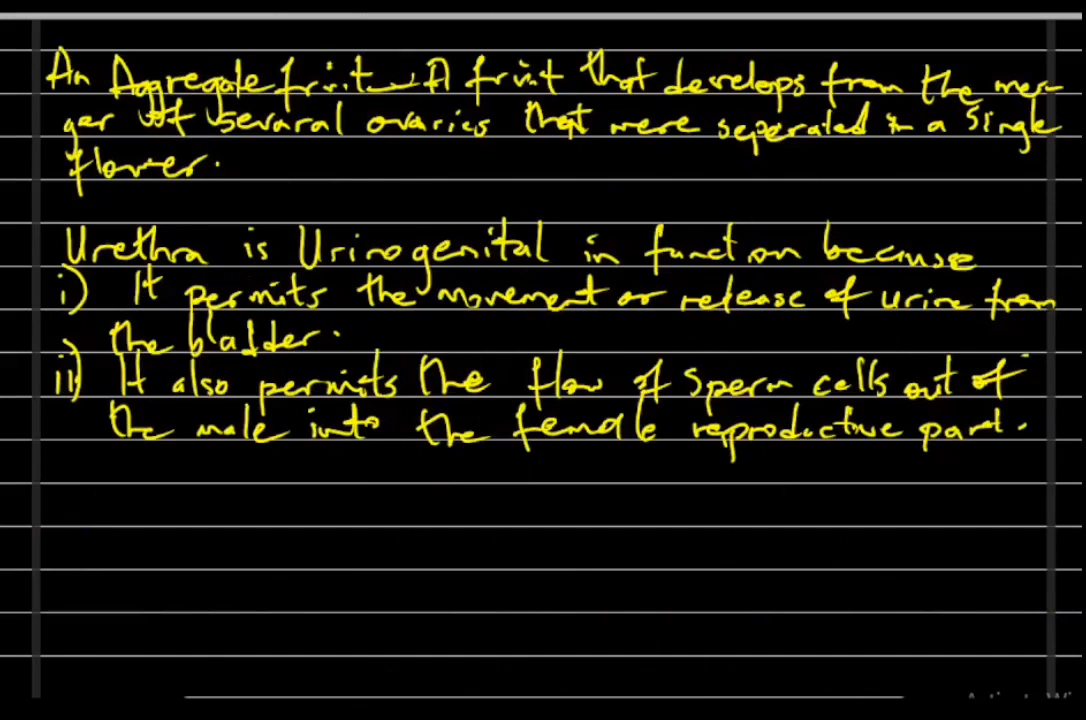 An Aggregate fruit - A fruit that develops from the mer-
ger of sevaral ovaries that were seperated in a single
flower.
Urethra is Urinogenital in function because
i) It permits the movement or release of urine from
the bladder.
ii) It also permits the flow of sperm cells out of
the male into the female reproductive part.